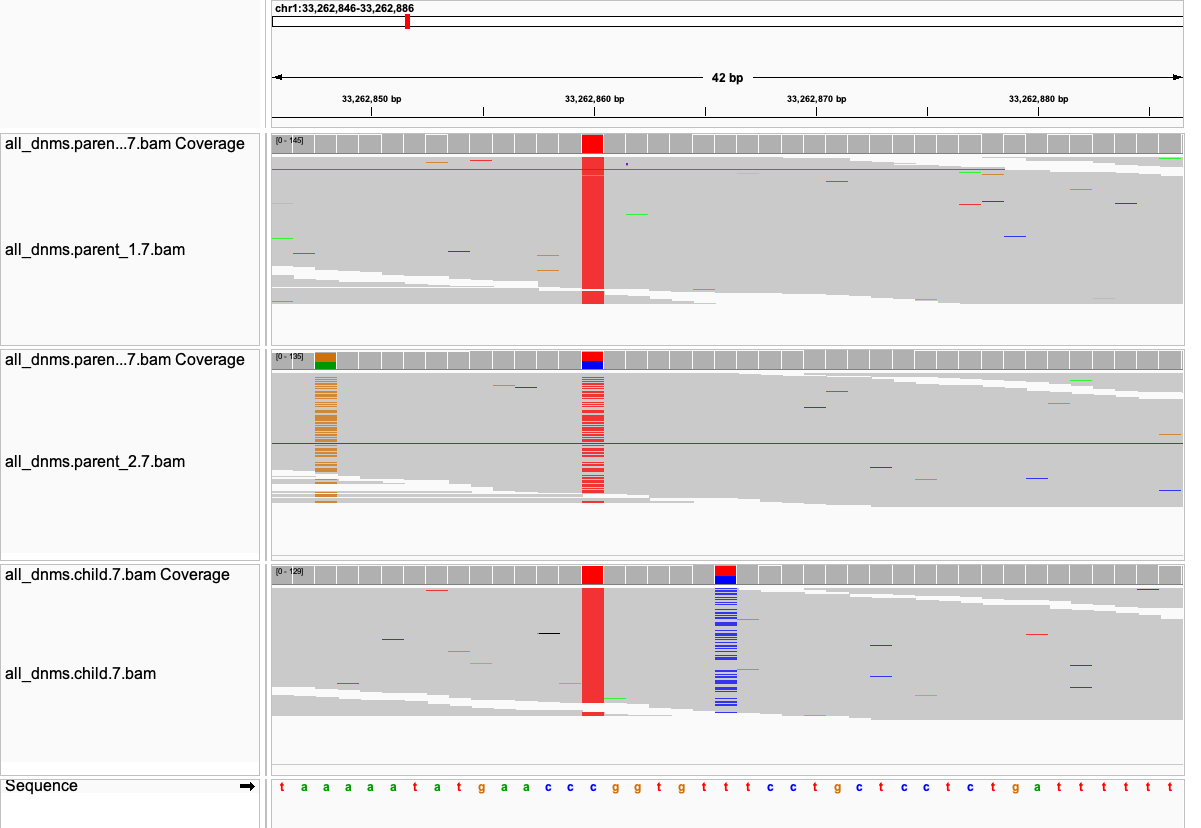 chr1:33,262,846-33,262,886
42 bp
33,262,850 bp 33,262,860 bp 33,262,870 bp 33,262,880 bp
all_dnms.paren...7.bam Coverage [0 - 145]
all_dnms.parent_1.7.bam
all_dnms.paren...7.bam Coverage [0 - 135]
all_dnms.parent_2.7.bam
all_dnms.child.7.bam Coverage [0 - 129]
all_dnms.child.7.bam
Sequence t a a a a a t a t g a a c c c g g t g t t t c c t g c t c c t c t g a t t t t t t